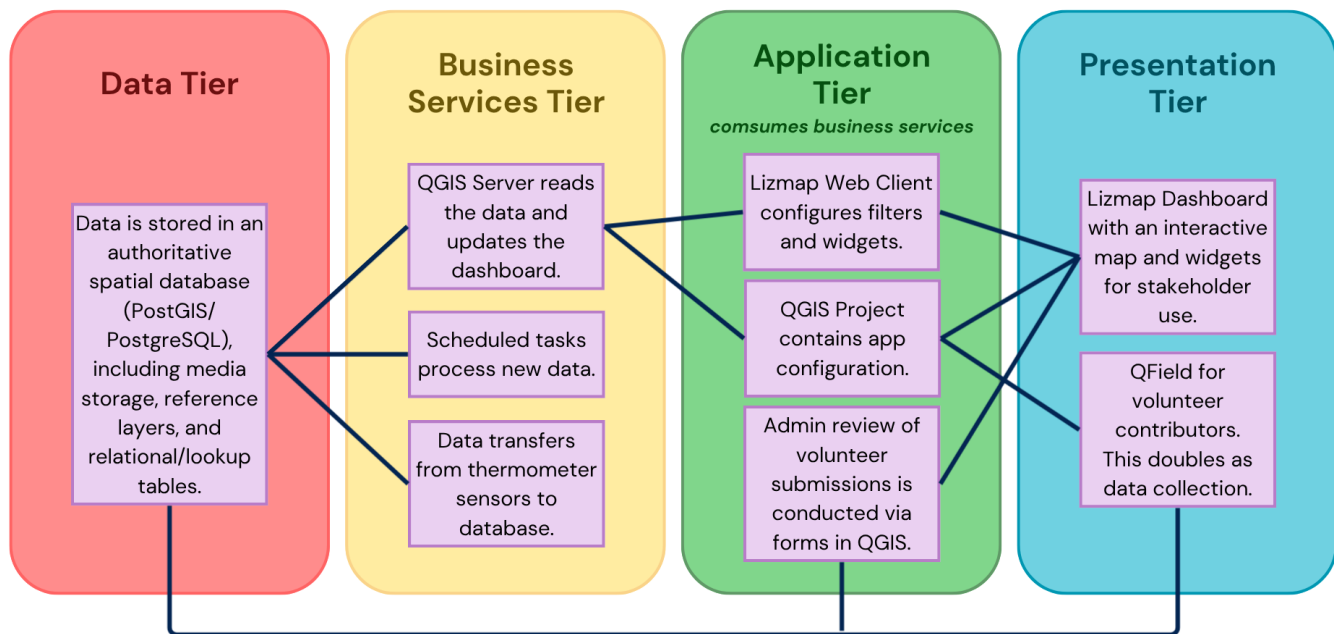 Data Tier
Data is stored in an
authoritative
spatial database
(PostGIS/
PostgreSQL),
including media
storage, reference
layers, and
relational/lookup
tables.
Business
Services Tier
QGIS Server reads
the data and
updates the
dashboard.
Scheduled tasks
process new data.
Data transfers
from thermometer
sensors to
database.
Application
Tier
comsumes business services
Lizmap Web Client
configures filters
and widgets.
QGIS Project
contains app
configuration.
Admin review of
volunteer
submissions is
conducted via
forms in QGIS.
Presentation
Tier
Lizmap Dashboard
with an interactive
map and widgets
for stakeholder
use.
QField for
volunteer
contributors.
This doubles as
data collection.